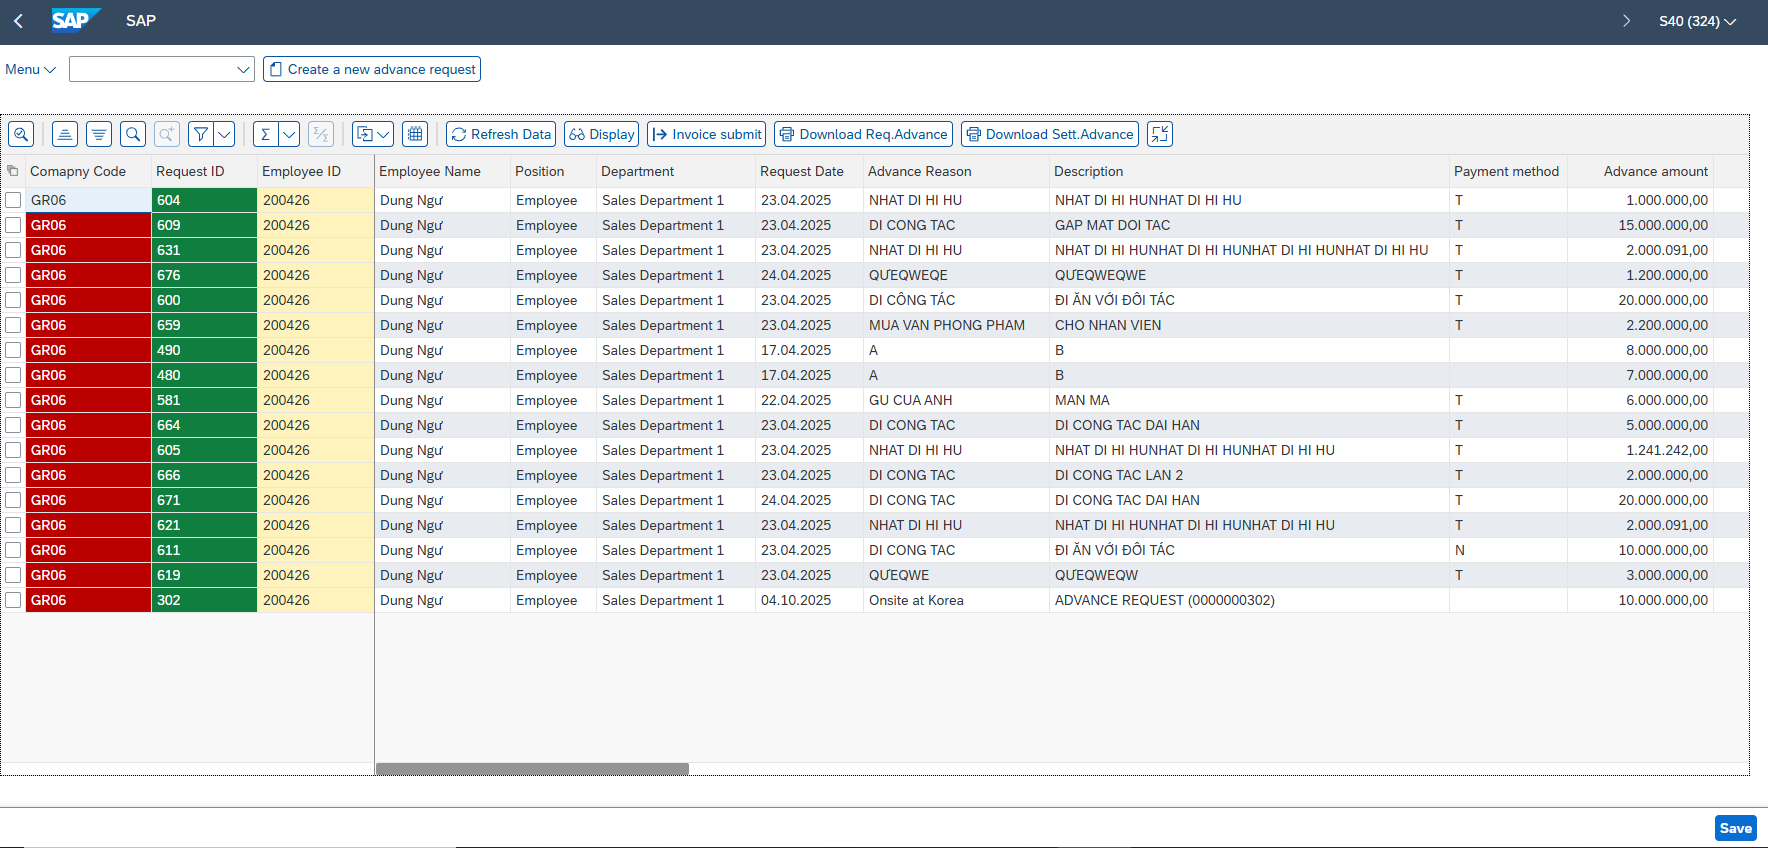 SAP SAP S40 (324)
Menu Create a new advance request
Refresh Data Display Invoice submit Download Req.Advance Download Sett.Advance
Comapny Code Request ID Employee ID Employee Name Position Department Request Date Advance Reason Description Payment method Advance amount
GR06 604 200426 Dung Ngư Employee Sales Department 1 23.04.2025 NHAT DI HI HU NHAT DI HI HUNHAT DI HI HU T 1.000.000,00
GR06 609 200426 Dung Ngư Employee Sales Department 1 23.04.2025 DI CONG TAC GAP MAT DOI TAC T 15.000.000,00
GR06 631 200426 Dung Ngư Employee Sales Department 1 23.04.2025 NHAT DI HI HU NHAT DI HI HUNHAT DI HI HUNHAT DI HI HUNHAT DI HI HU T 2.000.091,00
GR06 676 200426 Dung Ngư Employee Sales Department 1 24.04.2025 QƯEQWEQE QƯEQWEQWE T 1.200.000,00
GR06 600 200426 Dung Ngư Employee Sales Department 1 23.04.2025 DI CÔNG TÁC ĐI ĂN VỚI ĐÔI TÁC T 20.000.000,00
GR06 659 200426 Dung Ngư Employee Sales Department 1 23.04.2025 MUA VAN PHONG PHAM CHO NHAN VIEN T 2.200.000,00
GR06 490 200426 Dung Ngư Employee Sales Department 1 17.04.2025 A B 8.000.000,00
GR06 480 200426 Dung Ngư Employee Sales Department 1 17.04.2025 A B 7.000.000,00
GR06 581 200426 Dung Ngư Employee Sales Department 1 22.04.2025 GU CUA ANH MAN MA T 6.000.000,00
GR06 664 200426 Dung Ngư Employee Sales Department 1 23.04.2025 DI CONG TAC DI CONG TAC DAI HAN T 5.000.000,00
GR06 605 200426 Dung Ngư Employee Sales Department 1 23.04.2025 NHAT DI HI HU NHAT DI HI HUNHAT DI HI HUNHAT DI HI HU T 1.241.242,00
GR06 666 200426 Dung Ngư Employee Sales Department 1 23.04.2025 DI CONG TAC DI CONG TAC LAN 2 T 2.000.000,00
GR06 671 200426 Dung Ngư Employee Sales Department 1 24.04.2025 DI CONG TAC DI CONG TAC DAI HAN T 20.000.000,00
GR06 621 200426 Dung Ngư Employee Sales Department 1 23.04.2025 NHAT DI HI HU NHAT DI HI HUNHAT DI HI HUNHAT DI HI HU T 2.000.091,00
GR06 611 200426 Dung Ngư Employee Sales Department 1 23.04.2025 DI CONG TAC ĐI ĂN VỚI ĐÔI TÁC N 10.000.000,00
GR06 619 200426 Dung Ngư Employee Sales Department 1 23.04.2025 QƯEQWE QƯEQWEQW T 3.000.000,00
GR06 302 200426 Dung Ngư Employee Sales Department 1 04.10.2025 Onsite at Korea ADVANCE REQUEST (0000000302) 10.000.000,00
Save